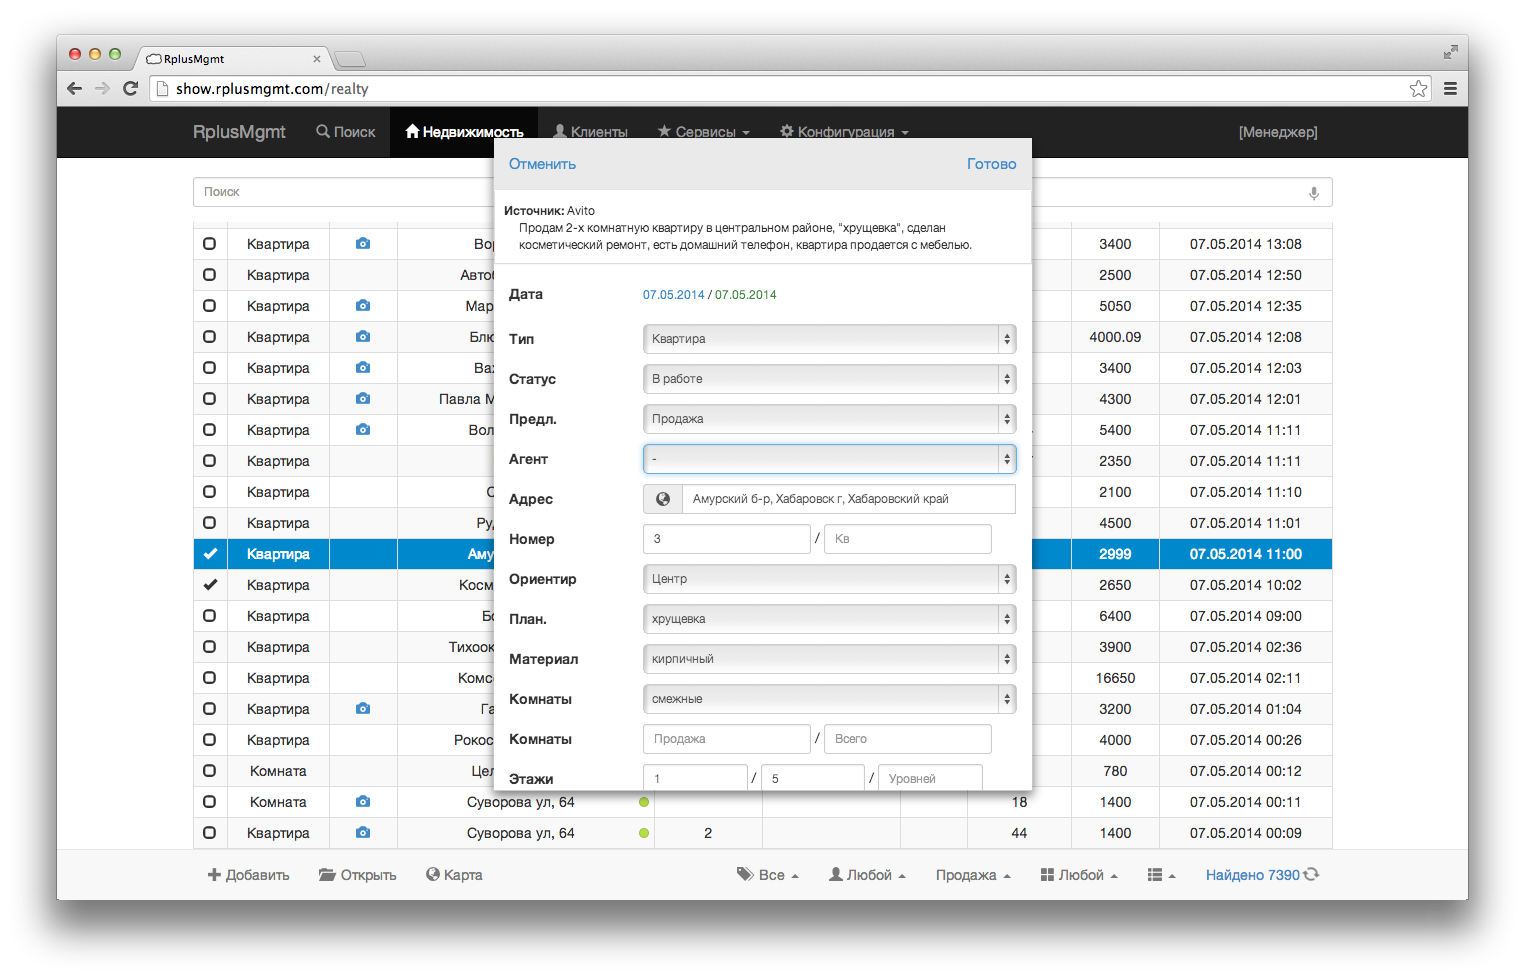 RplusMgmt
show.rplusmgmt.com/realty
RplusMgmt Поиск Недвижимость Клиенты Сервисы Конфигурация [Менеджер]
Поиск
Отменить Готово
Источник: Avito
Продам 2-х комнатную квартиру в центральном районе, "хрущевка", сделан
косметический ремонт, есть домашний телефон, квартира продается с мебелью.
Дата 07.05.2014 / 07.05.2014
Тип Квартира
Статус В работе
Предл. Продажа
Агент -
Адрес Амурский б-р, Хабаровск г, Хабаровский край
Номер 3 / Кв
Ориентир Центр
План. хрущевка
Материал кирпичный
Комнаты смежные
Комнаты Продажа / Всего
Этажи 1 / 5 / Уровней
Квартира Вор 3400 07.05.2014 13:08
Квартира Автоб 2500 07.05.2014 12:50
Квартира Мар 5050 07.05.2014 12:35
Квартира Блю 4000.09 07.05.2014 12:08
Квартира Вах 3400 07.05.2014 12:03
Квартира Павла М 4300 07.05.2014 12:01
Квартира Вол 5400 07.05.2014 11:11
Квартира 2350 07.05.2014 11:11
Квартира С 2100 07.05.2014 11:10
Квартира Руд 4500 07.05.2014 11:01
Квартира Аму 2999 07.05.2014 11:00
Квартира Косм 2650 07.05.2014 10:02
Квартира Бо 6400 07.05.2014 09:00
Квартира Тихоок 3900 07.05.2014 02:36
Квартира Комс 16650 07.05.2014 02:11
Квартира Га 3200 07.05.2014 01:04
Квартира Рокос 4000 07.05.2014 00:26
Комната Цел 780 07.05.2014 00:12
Комната Суворова ул, 64 18 1400 07.05.2014 00:11
Квартира Суворова ул, 64 2 44 1400 07.05.2014 00:09
Добавить Открыть Карта Все Любой Продажа Любой Найдено 7390